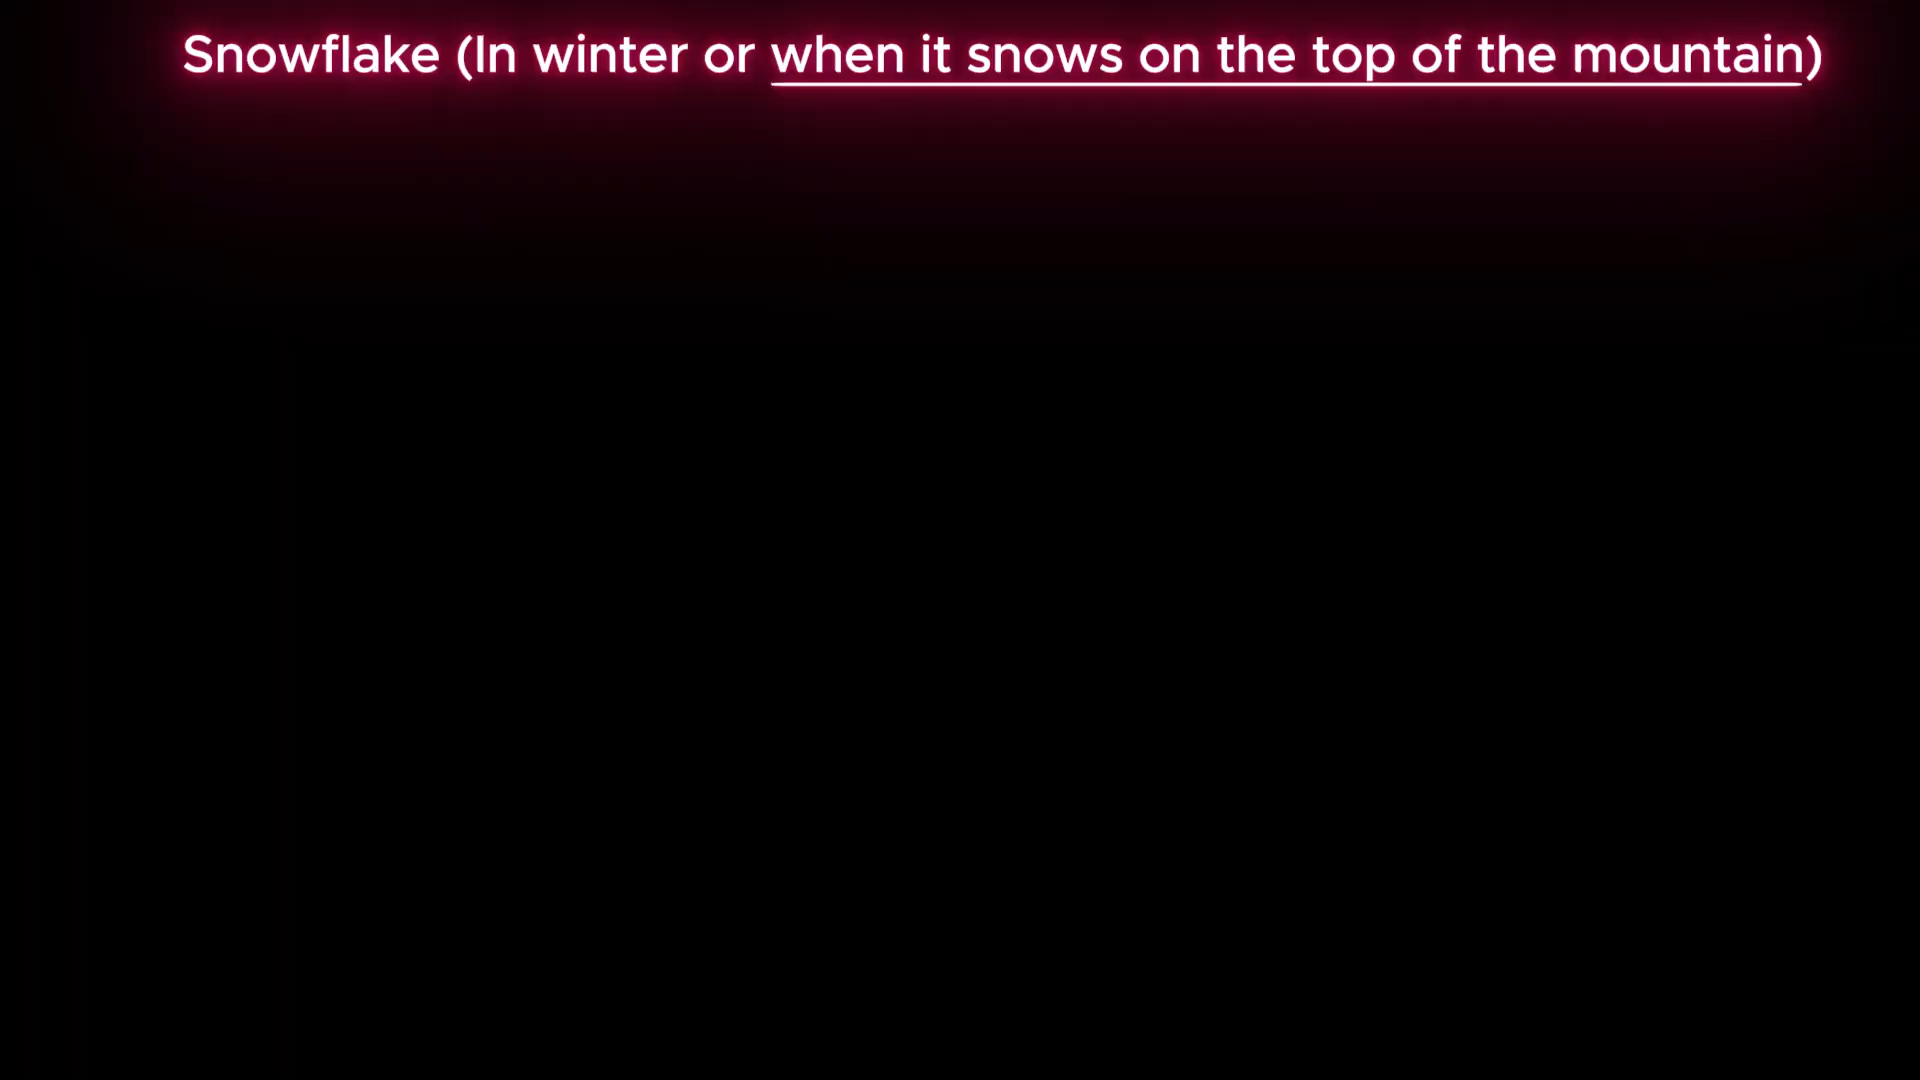 Snowflake (In winter or when it snows on the top of the mountain)